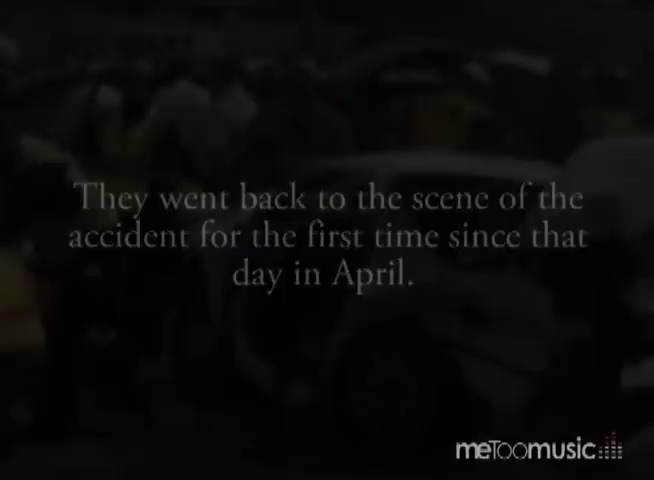 They went back to the scene of the
accident for the first time since that
day in April.
meToomusic